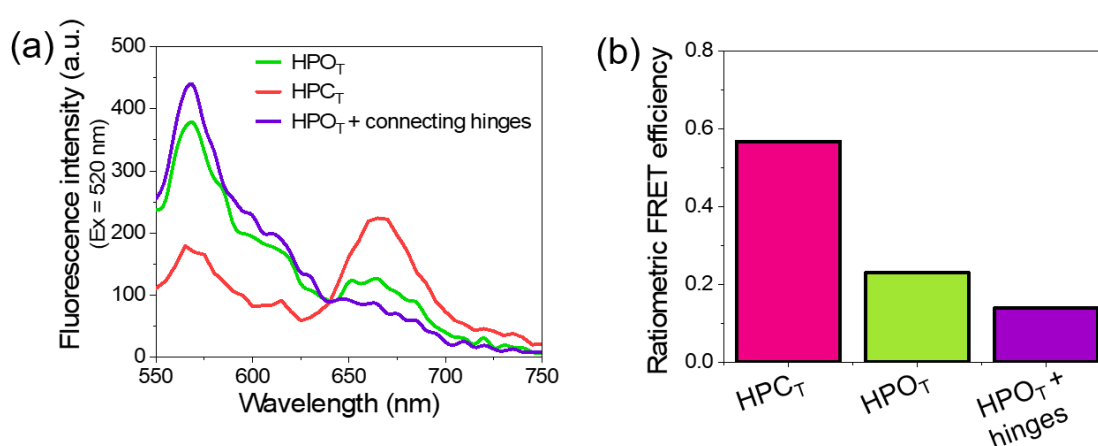 (a)
Fluorescence intensity (a.u.)
(Ex = 520 nm)
500
400
300
200
100
0
HPO_T
HPC_T
HPO_T + connecting hinges
550
600
650
700
750
Wavelength (nm)
(b)
Ratiometric FRET efficiency
0.8
0.6
0.4
0.2
0.0
HPC_T
HPO_T
HPO_T +
hinges